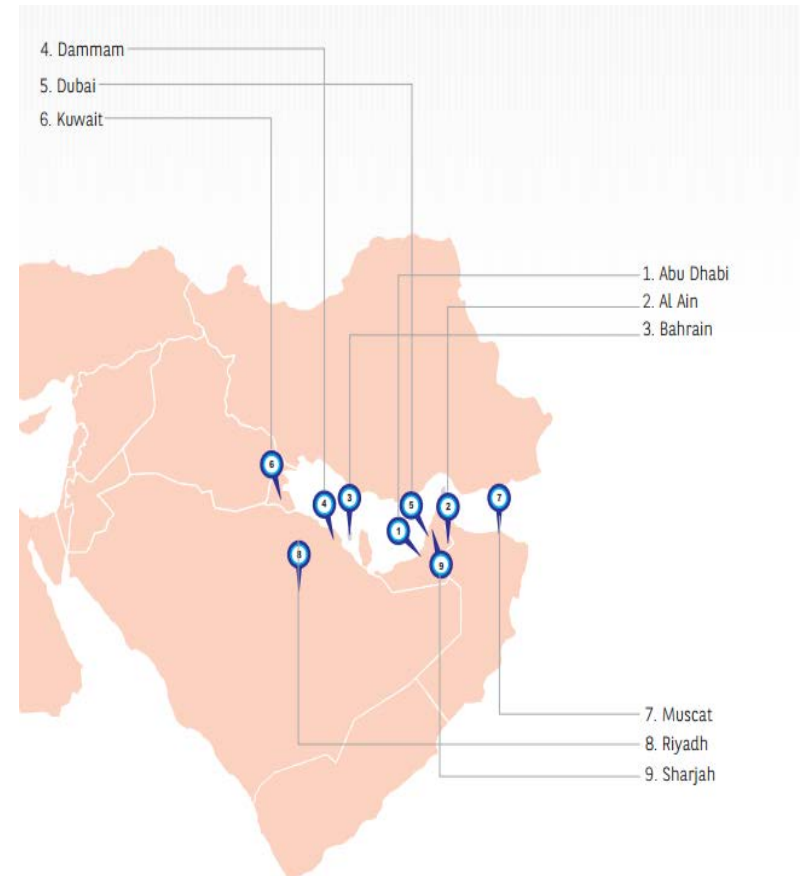 4. Dammam
5. Dubai
6. Kuwait
1. Abu Dhabi
2. Al Ain
3. Bahrain
6
4
3
5
2
7
1
8
9
7. Muscat
8. Riyadh
9. Sharjah